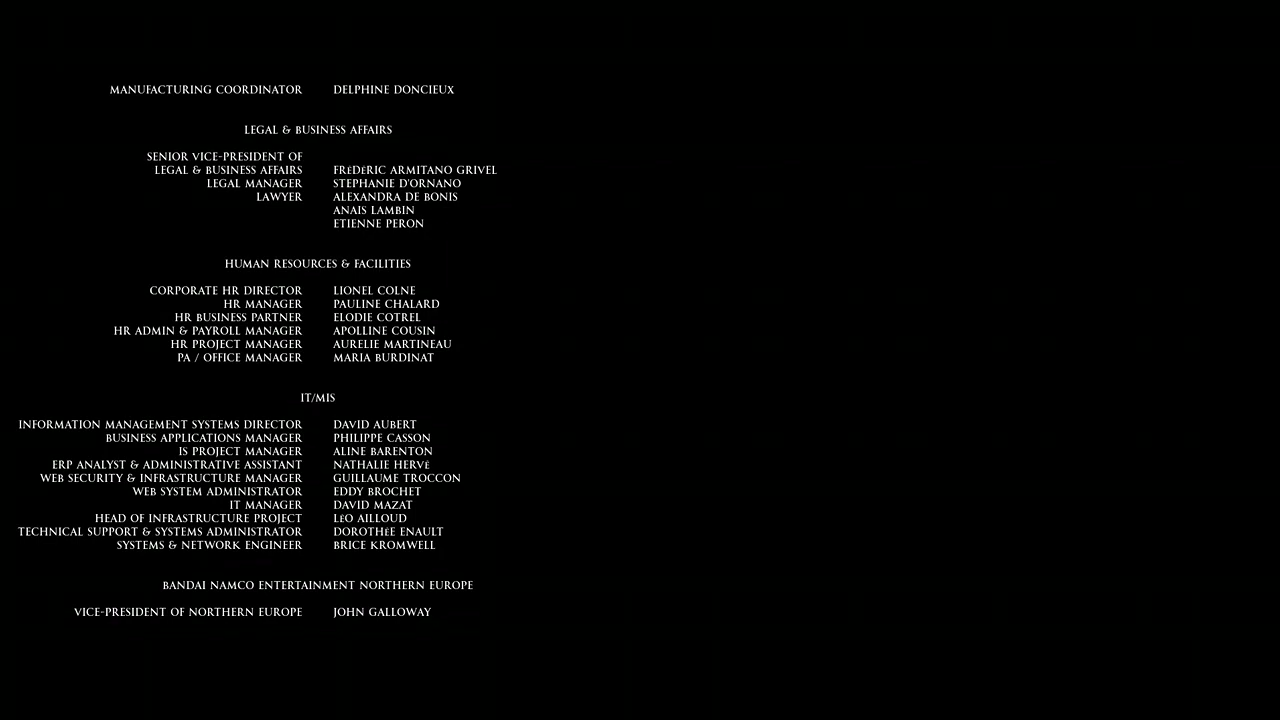 MANUFACTURING COORDINATOR DELPHINE DONCIEUX
LEGAL & BUSINESS AFFAIRS
SENIOR VICE-PRESIDENT OF
LEGAL & BUSINESS AFFAIRS FRÉDÉRIC ARMITANO GRIVEL
LEGAL MANAGER STEPHANIE D'ORNANO
LAWYER ALEXANDRA DE BONIS
ANAIS LAMBIN
ETIENNE PERON
HUMAN RESOURCES & FACILITIES
CORPORATE HR DIRECTOR LIONEL COLNE
HR MANAGER PAULINE CHALARD
HR BUSINESS PARTNER ELODIE COTREL
HR ADMIN & PAYROLL MANAGER APOLLINE COUSIN
HR PROJECT MANAGER AURELIE MARTINEAU
PA / OFFICE MANAGER MARIA BURDINAT
IT/MIS
INFORMATION MANAGEMENT SYSTEMS DIRECTOR DAVID AUBERT
BUSINESS APPLICATIONS MANAGER PHILIPPE CASSON
IS PROJECT MANAGER ALINE BARENTON
ERP ANALYST & ADMINISTRATIVE ASSISTANT NATHALIE HERVÉ
WEB SECURITY & INFRASTRUCTURE MANAGER GUILLAUME TROCCON
WEB SYSTEM ADMINISTRATOR EDDY BROCHET
IT MANAGER DAVID MAZAT
HEAD OF INFRASTRUCTURE PROJECT LÉO AILLOUD
TECHNICAL SUPPORT & SYSTEMS ADMINISTRATOR DOROTHÉE ENAULT
SYSTEMS & NETWORK ENGINEER BRICE KROMWELL
BANDAI NAMCO ENTERTAINMENT NORTHERN EUROPE
VICE-PRESIDENT OF NORTHERN EUROPE JOHN GALLOWAY